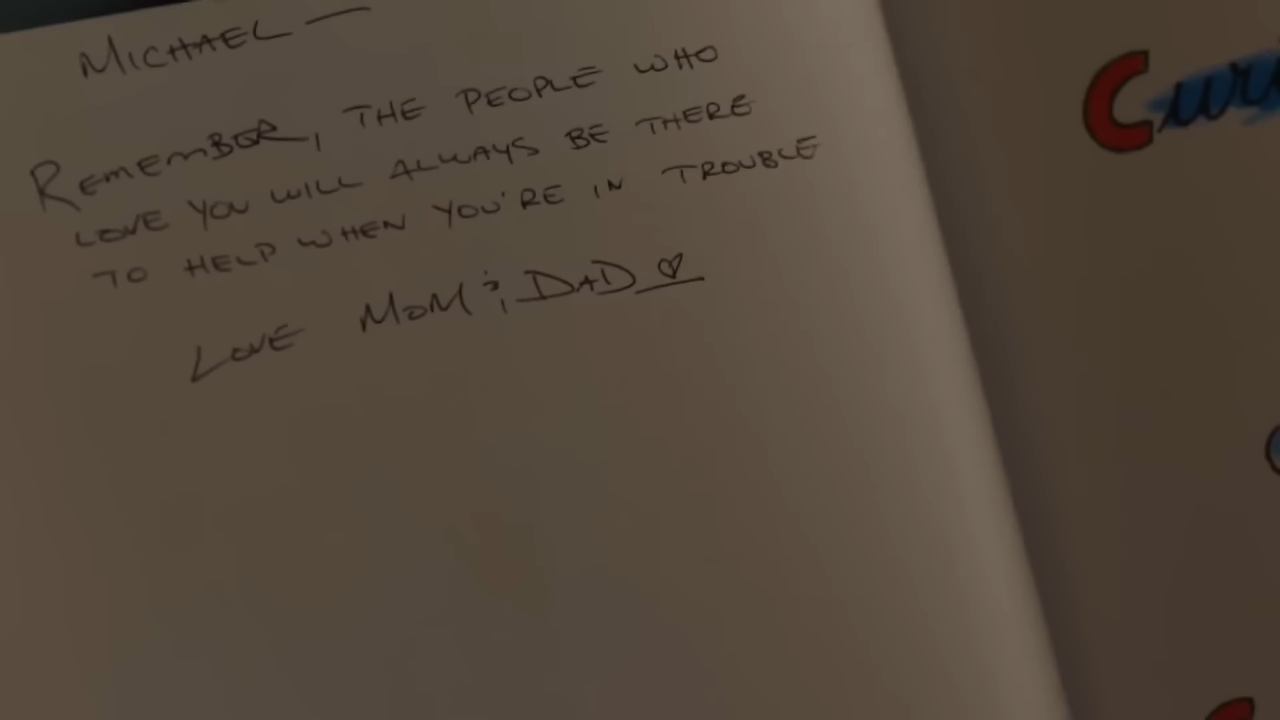 MICHAEL —
REMEMBER, THE PEOPLE WHO
LOVE YOU WILL ALWAYS BE THERE
TO HELP WHEN YOU'RE IN TROUBLE
LOVE MOM & DAD ♡